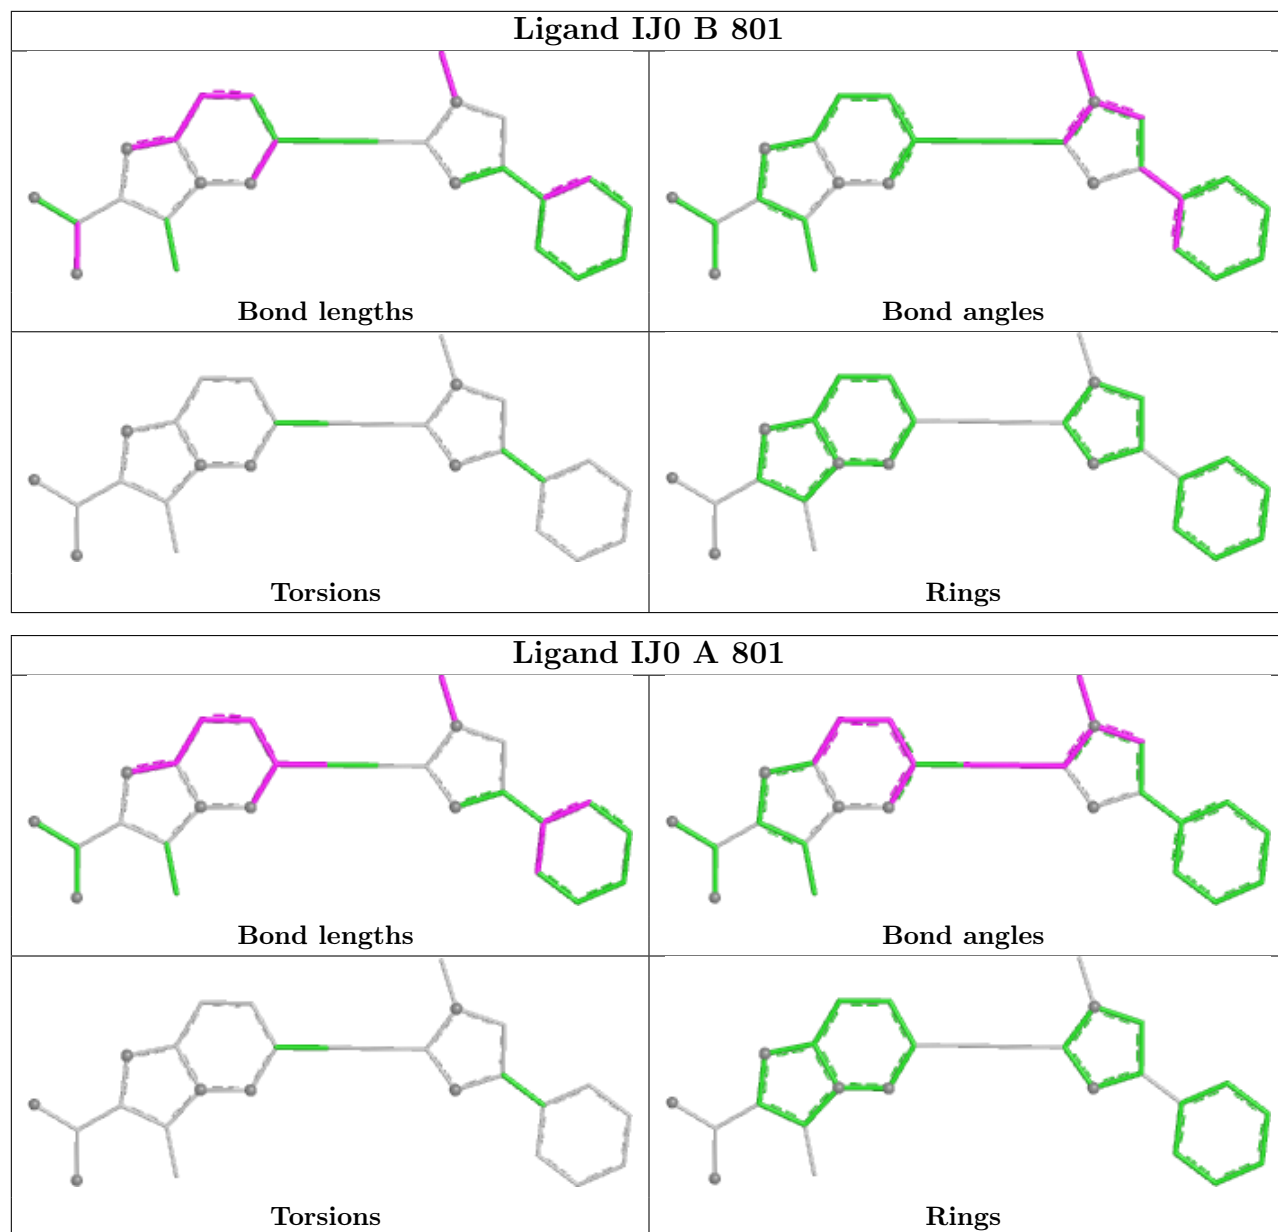 Ligand IJ0 B 801
Bond lengths
Bond angles
Torsions
Rings
Ligand IJ0 A 801
Bond lengths
Bond angles
Torsions
Rings